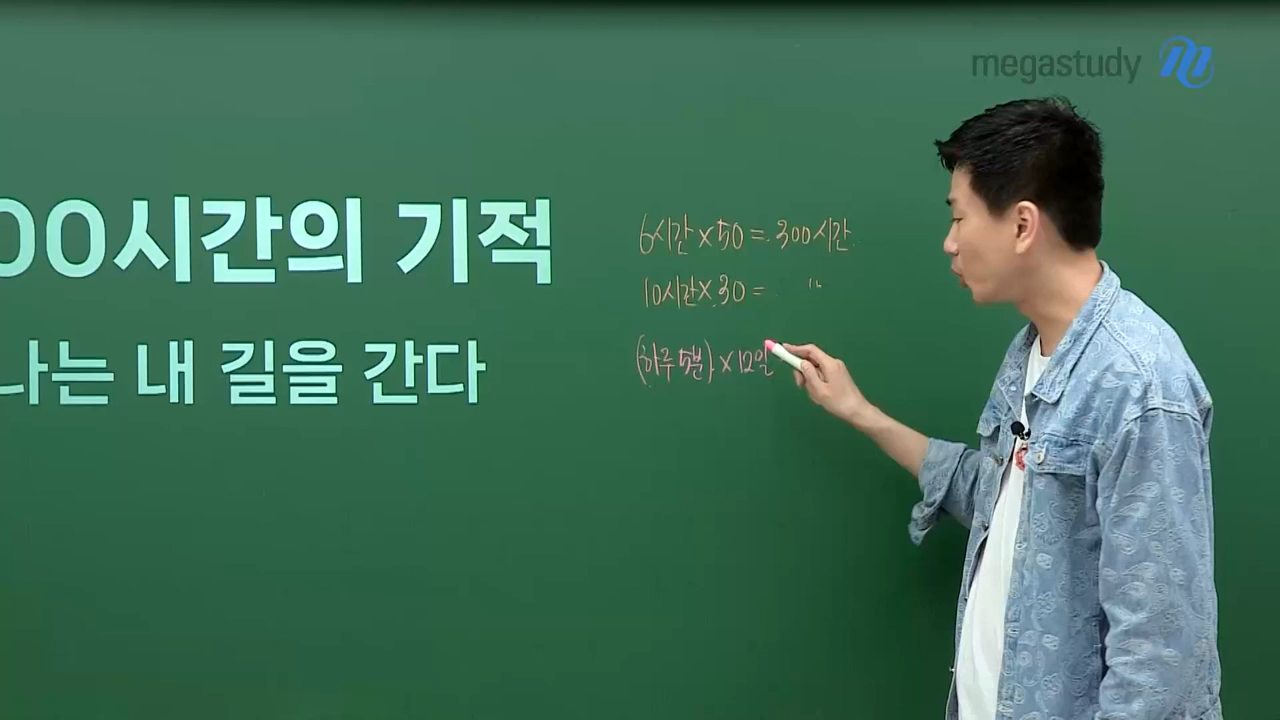 megastudy
00시간의 기적
나는 내 길을 간다
6시간 × 50 = 300시간
10시간 × 30 = 〃
(하루 5분) × 12일